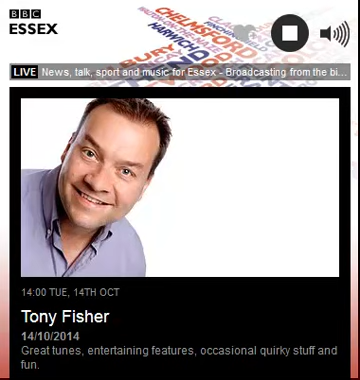 BBC
ESSEX
CHELMSFORD
HARWICH
LIVE News, talk, sport and music for Essex - Broadcasting from the bi...
14:00 TUE, 14TH OCT
Tony Fisher
14/10/2014
Great tunes, entertaining features, occasional quirky stuff and
fun.